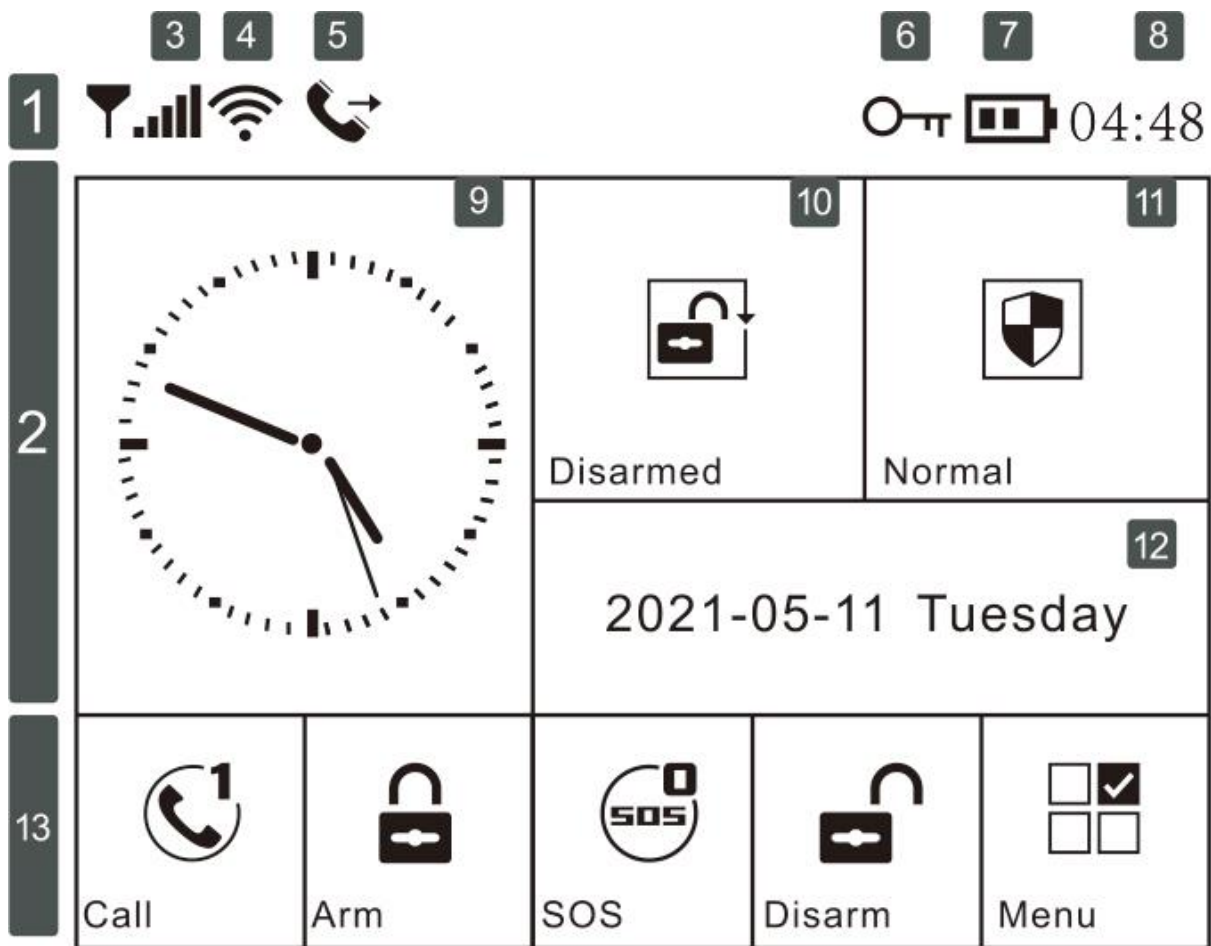 3 4 5 6 7 8
1 04:48
9 10 11
2
Disarmed Normal
12
2021-05-11 Tuesday
1 0
13 SOS
Call Arm SOS Disarm Menu